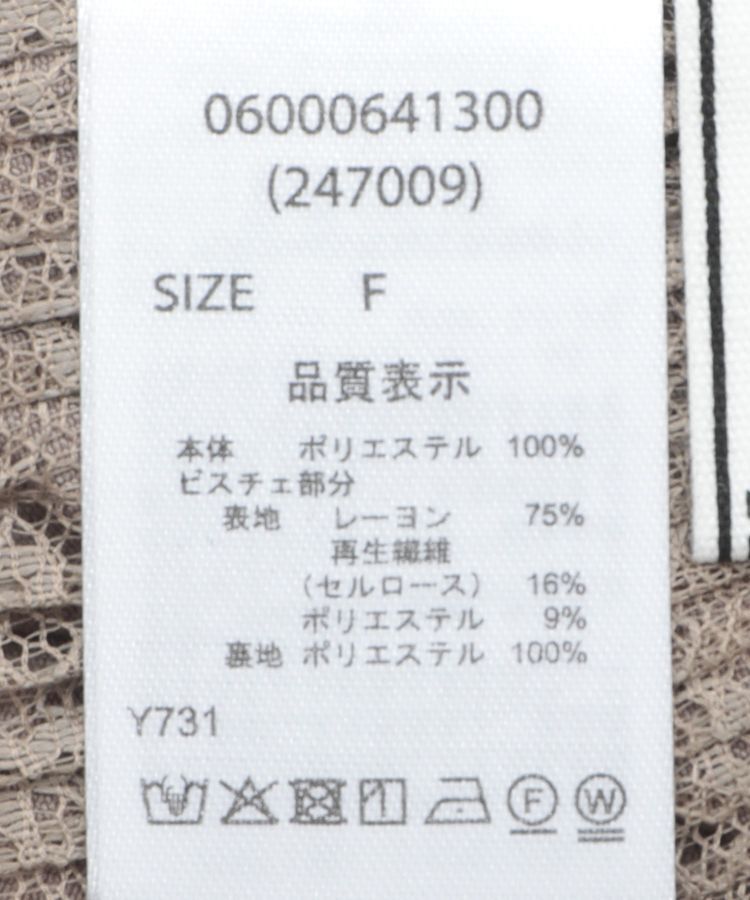 06000641300
(247009)
SIZE F
品質表示
本体 ポリエステル 100%
ビスチェ部分
表地 レーヨン 75%
再生繊維
(セルロース) 16%
ポリエステル 9%
裏地 ポリエステル 100%
Y731
F W